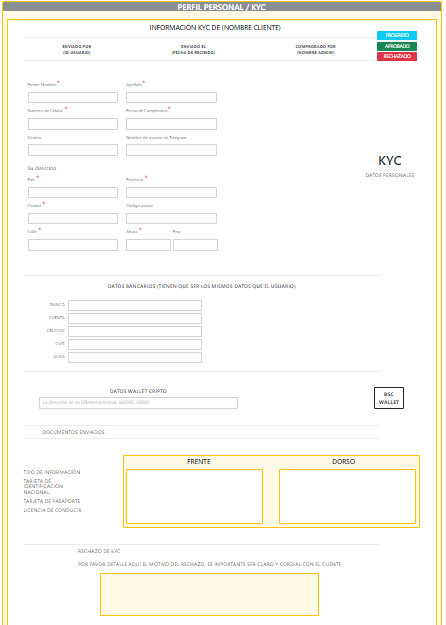 PERFIL PERSONAL / KYC
INFORMACIÓN KYC DE (NOMBRE CLIENTE)
PROGRESO
APROBADO
RECHAZADO
ENVIADO POR
(ID USUARIO)
ENVIADO EL
(FECHA DE RECIBIDO)
COMPROBADO POR
(NOMBRE ADMIN)
Primer Nombre *
Apellido *
Número de Celular *
Fecha de Cumpleaños *
Género
Nombre de usuario en Telegram
KYC
DATOS PERSONALES
Su dirección
País *
Provincia *
Ciudad *
Código postal
Calle *
Altura *
Piso
DATOS BANCARIOS (TIENEN QUE SER LOS MISMOS DATOS QUE EL USUARIO)
BANCO
CUENTA
CBU/CVU
CUIT
ALIAS
DATOS WALLET CRIPTO
La dirección de su billetera personal
BSC
WALLET
DOCUMENTOS ENVIADOS
FRENTE
DORSO
TIPO DE INFORMACIÓN
TARJETA DE
IDENTIFICACIÓN
NACIONAL
TARJETA DE PASAPORTE
LICENCIA DE CONDUCIR
RECHAZO DE KYC
POR FAVOR DETALLE AQUÍ EL MOTIVO DEL RECHAZO. ES IMPORTANTE SER CLARO Y CORDIAL CON EL CLIENTE